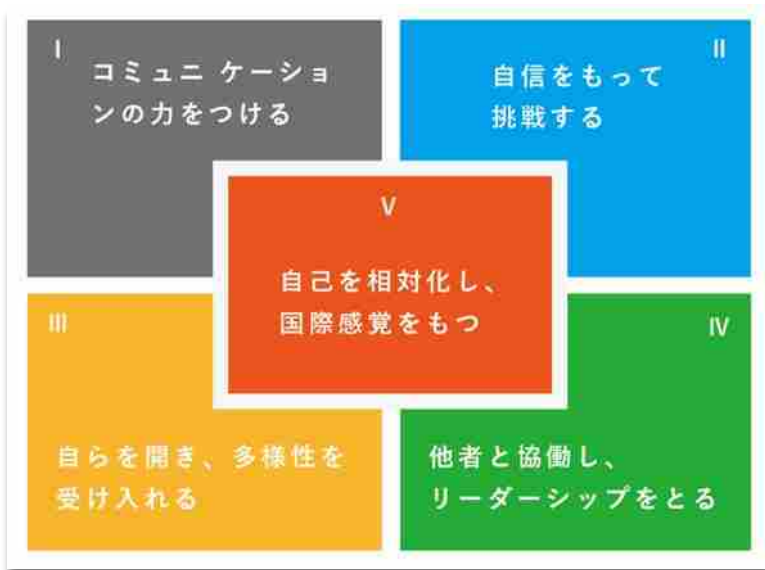 I
コミュニ ケーショ
ンの力をつける
II
自信をもって
挑戦する
V
自己を相対化し、
国際感覚をもつ
III
自らを開き、多様性を
受け入れる
IV
他者と協働し、
リーダーシップをとる